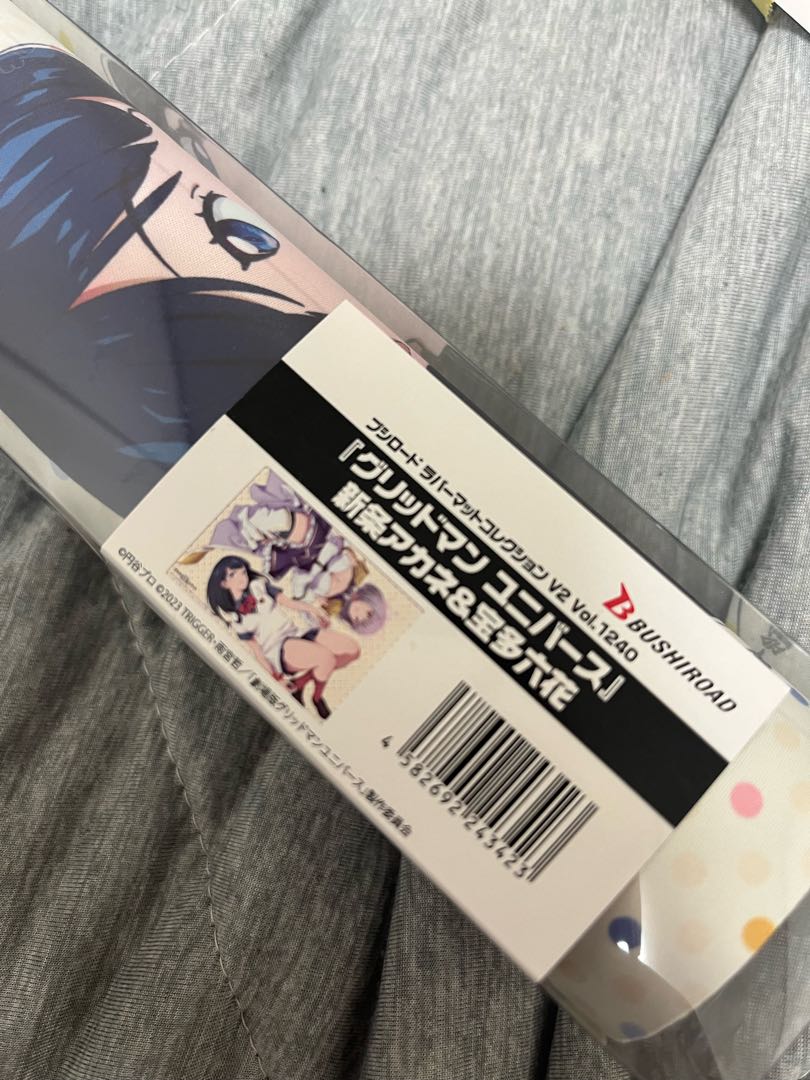 BUSHIROAD
ブシロード ラバーマットコレクション V2 Vol.1240
『グリッドマン ユニバース』
新条アカネ&宝多六花
4 582692 243423
©円谷プロ ©2023 TRIGGER・雨宮哲/「劇場版グリッドマンユニバース」製作委員会